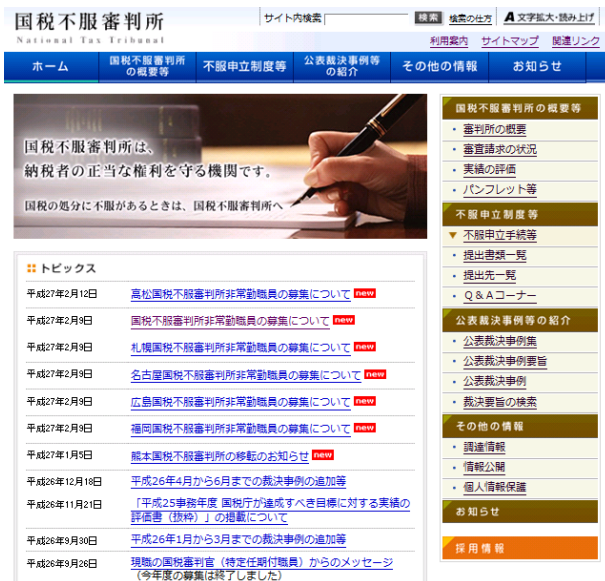 国税不服審判所
National Tax Tribunal
サイト内検索 検索 検索の仕方 A 文字拡大・読み上げ
利用案内 サイトマップ 関連リンク
ホーム
国税不服審判所
の概要等
不服申立制度等
公表裁決事例等
の紹介
その他の情報
お知らせ
国税不服審判所は、
納税者の正当な権利を守る機関です。
国税の処分に不服があるときは、国税不服審判所へ
トピックス
平成27年2月12日 高松国税不服審判所非常勤職員の募集について new
平成27年2月9日 国税不服審判所非常勤職員の募集について new
平成27年2月9日 札幌国税不服審判所非常勤職員の募集について new
平成27年2月9日 名古屋国税不服審判所非常勤職員の募集について new
平成27年2月9日 広島国税不服審判所非常勤職員の募集について new
平成27年2月9日 福岡国税不服審判所非常勤職員の募集について new
平成27年1月5日 熊本国税不服審判所の移転のお知らせ new
平成26年12月18日 平成26年4月から6月までの裁決事例の追加等
平成26年11月21日 「平成25事務年度 国税庁が達成すべき目標に対する実績の
評価書（抜粋）」の掲載について
平成26年9月30日 平成26年1月から3月までの裁決事例の追加等
平成26年9月26日 現職の国税審判官（特定任期付職員）からのメッセージ
（今年度の募集は終了しました）
国税不服審判所の概要等
・審判所の概要
・審査請求の状況
・実績の評価
・パンフレット等
不服申立制度等
▼ 不服申立手続等
・提出書類一覧
・提出先一覧
・Q&Aコーナー
公表裁決事例等の紹介
・公表裁決事例集
・公表裁決事例要旨
・公表裁決事例
・裁決要旨の検索
その他の情報
・調達情報
・情報公開
・個人情報保護
お知らせ
採用情報